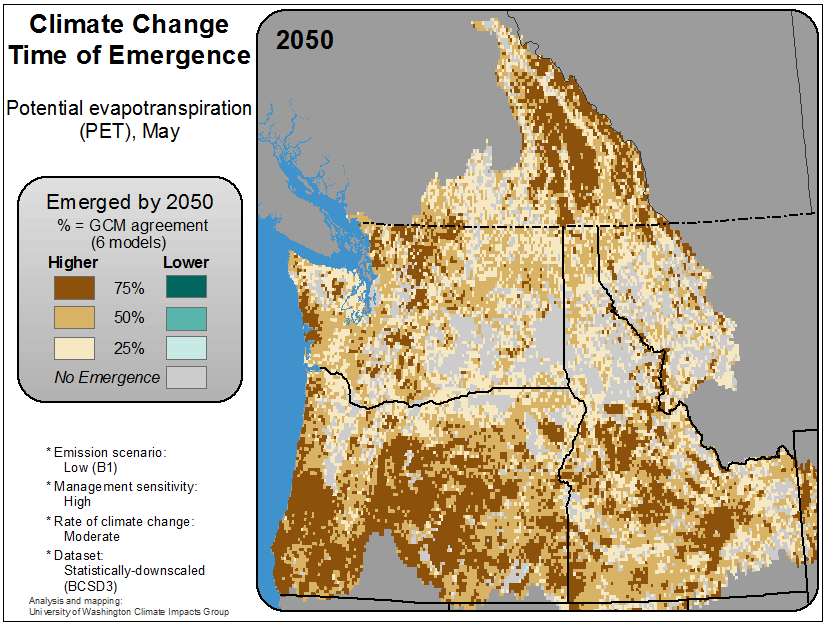 Climate Change
Time of Emergence
Potential evapotranspiration
(PET), May
Emerged by 2050
% = GCM agreement
(6 models)
Higher Lower
75%
50%
25%
No Emergence
* Emission scenario:
Low (B1)
* Management sensitivity:
High
* Rate of climate change:
Moderate
* Dataset:
Statistically-downscaled
(BCSD3)
Analysis and mapping:
University of Washington Climate Impacts Group
2050